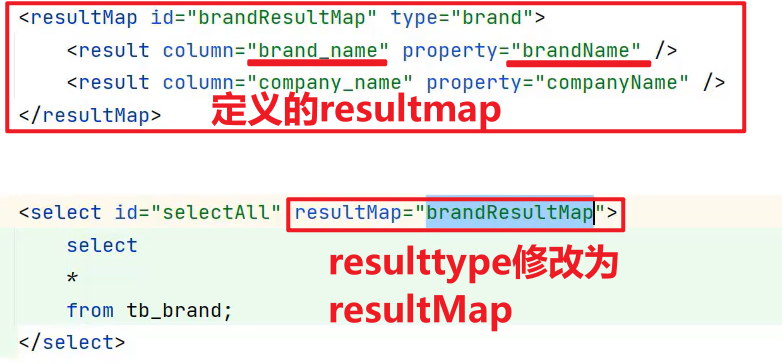 <resultMap id="brandResultMap" type="brand">
    <result column="brand_name" property="brandName" />
    <result column="company_name" property="companyName" />
</resultMap>
定义的resultmap
<select id="selectAll" resultMap="brandResultMap">
    select
    *
    from tb_brand;
</select>
resulttype修改为
resultMap